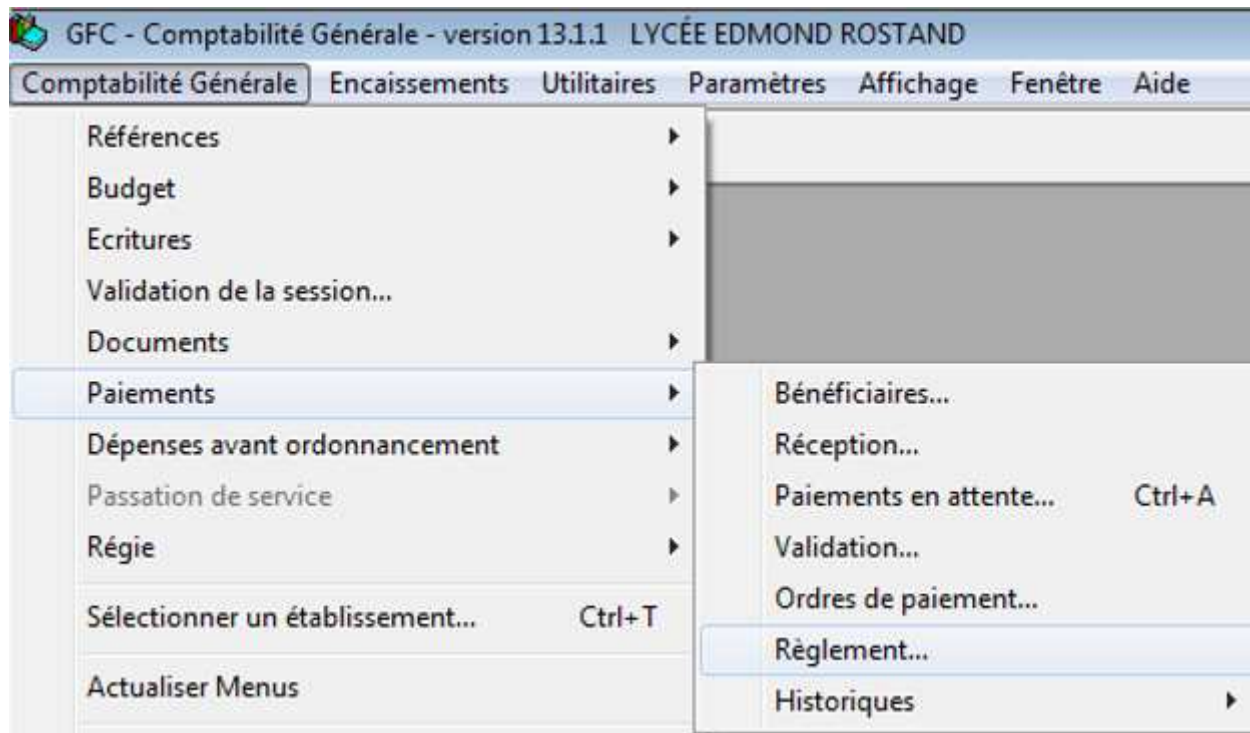 GFC - Comptabilité Générale - version 13.1.1 LYCÉE EDMOND ROSTAND
Comptabilité Générale Encaissements Utilitaires Paramètres Affichage Fenêtre Aide
Références
Budget
Ecritures
Validation de la session...
Documents
Paiements
Dépenses avant ordonnancement
Passation de service
Régie
Sélectionner un établissement... Ctrl+T
Actualiser Menus
Bénéficiaires...
Réception...
Paiements en attente... Ctrl+A
Validation...
Ordres de paiement...
Règlement...
Historiques